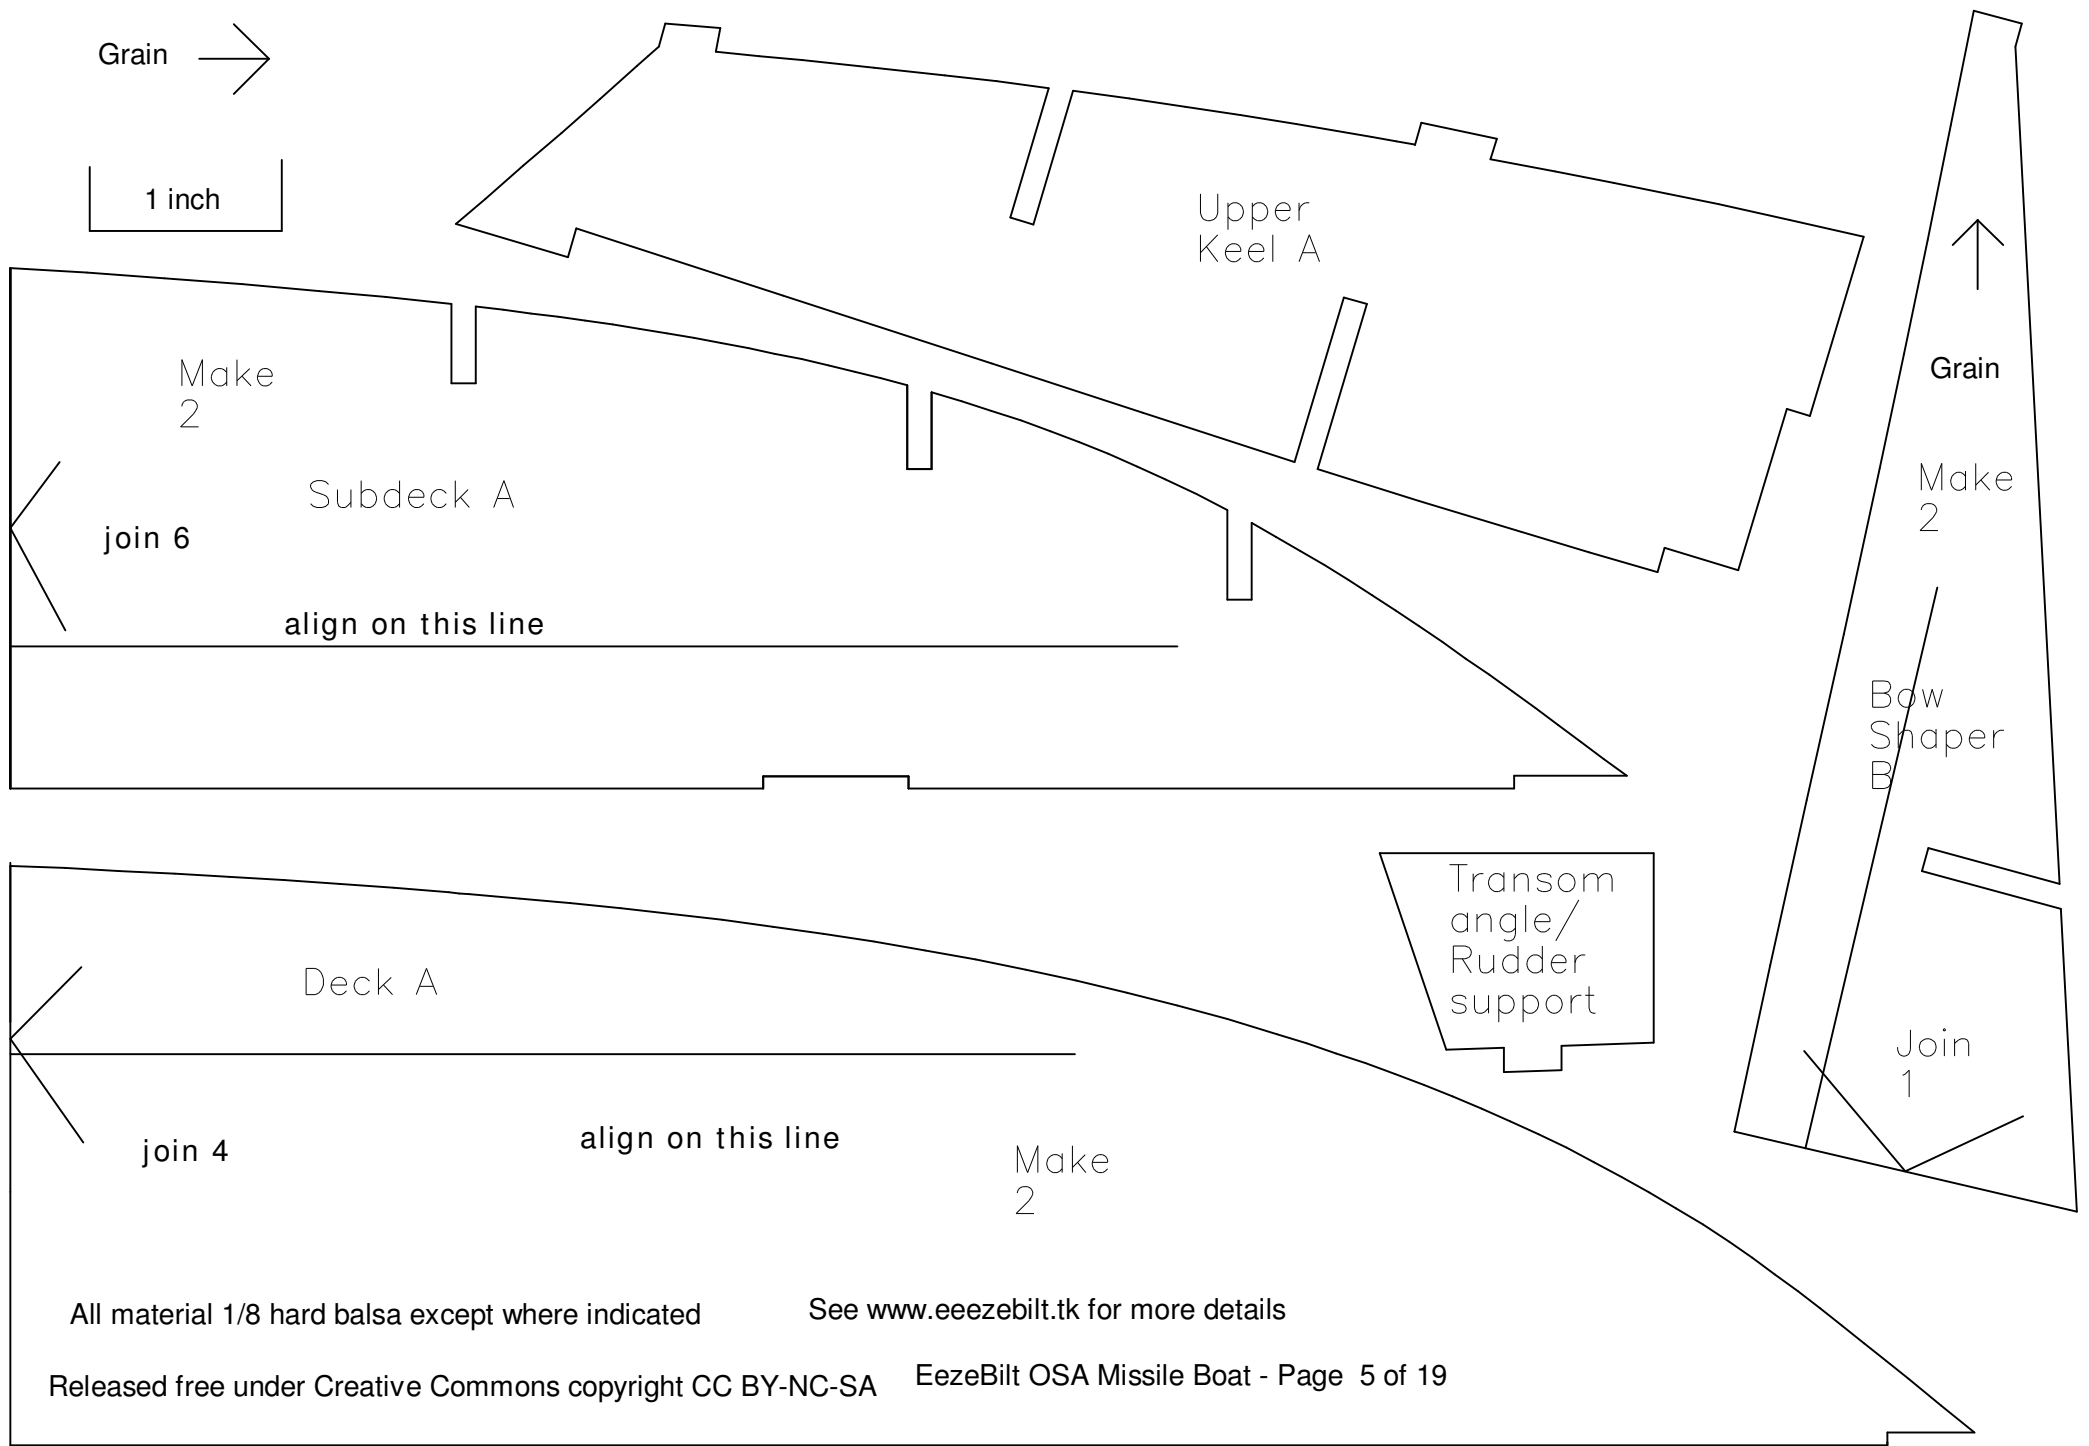 Grain
1 inch
Upper
Keel A
Grain
Make
2
Make
2
Subdeck A
join 6
align on this line
Bow
Shaper
B
Transom
angle/
Rudder
support
Deck A
Join
1
join 4
align on this line
Make
2
All material 1/8 hard balsa except where indicated
See www.eeezebilt.tk for more details
Released free under Creative Commons copyright CC BY-NC-SA
EezeBilt OSA Missile Boat - Page 5 of 19